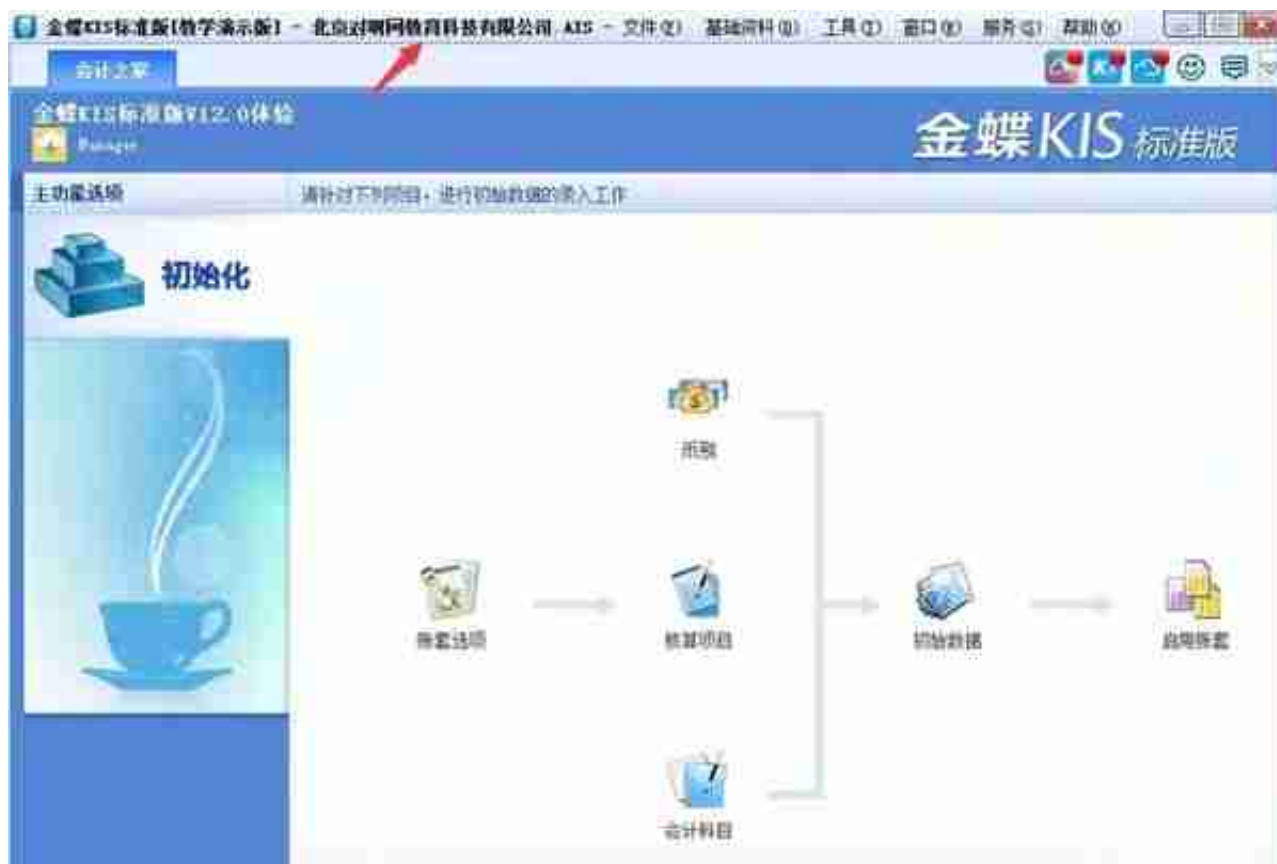 金蝶KIS标准版[教学演示版] - 北京对啊网教育科技有限公司.AIS - 文件(F) 基础资料(D) 工具(T) 窗口(W) 服务(S) 帮助(H)
会计之家
金蝶KIS标准版V12.0体验
Manager
金蝶KIS 标准版
主功能选项 请针对下列项目，进行初始数据的录入工作
初始化
币别
账套选项 核算项目 初始数据 启用账套
会计科目